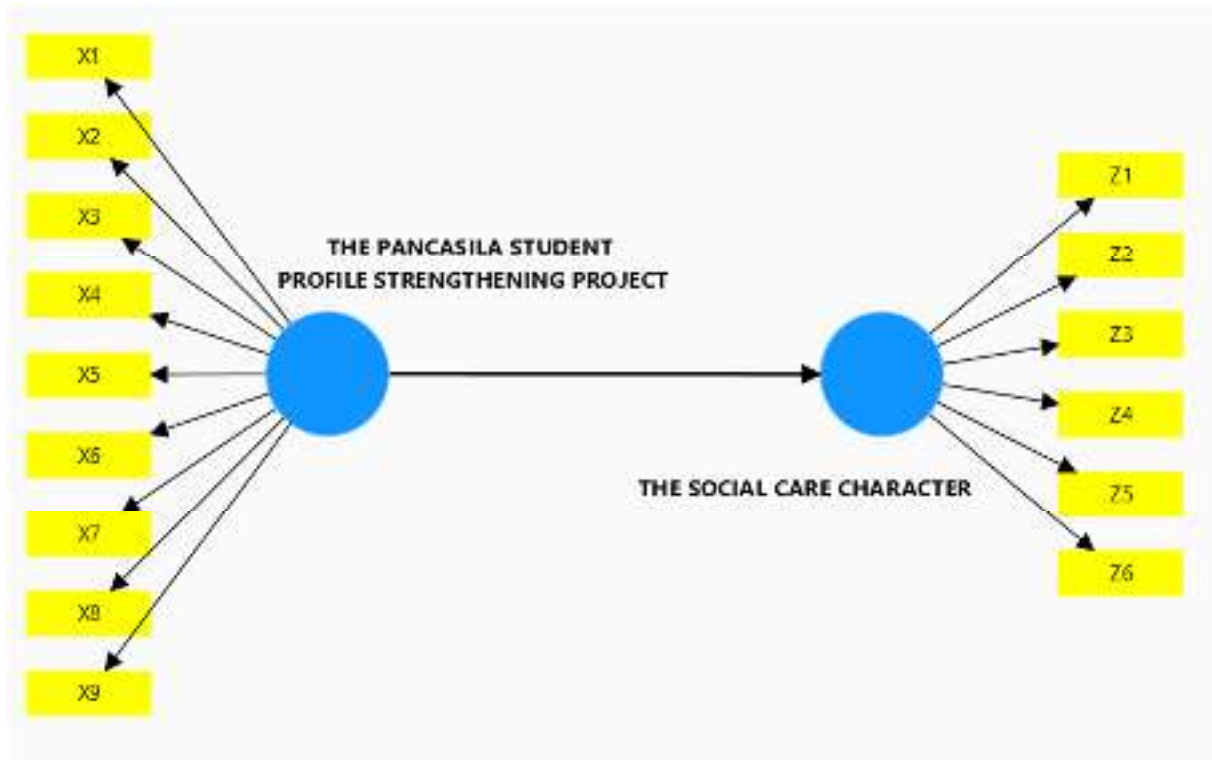 X1
X2
X3
X4
X5
X6
X7
X8
X9
THE PANCASILA STUDENT
PROFILE STRENGTHENING PROJECT
THE SOCIAL CARE CHARACTER
Z1
Z2
Z3
Z4
Z5
Z6